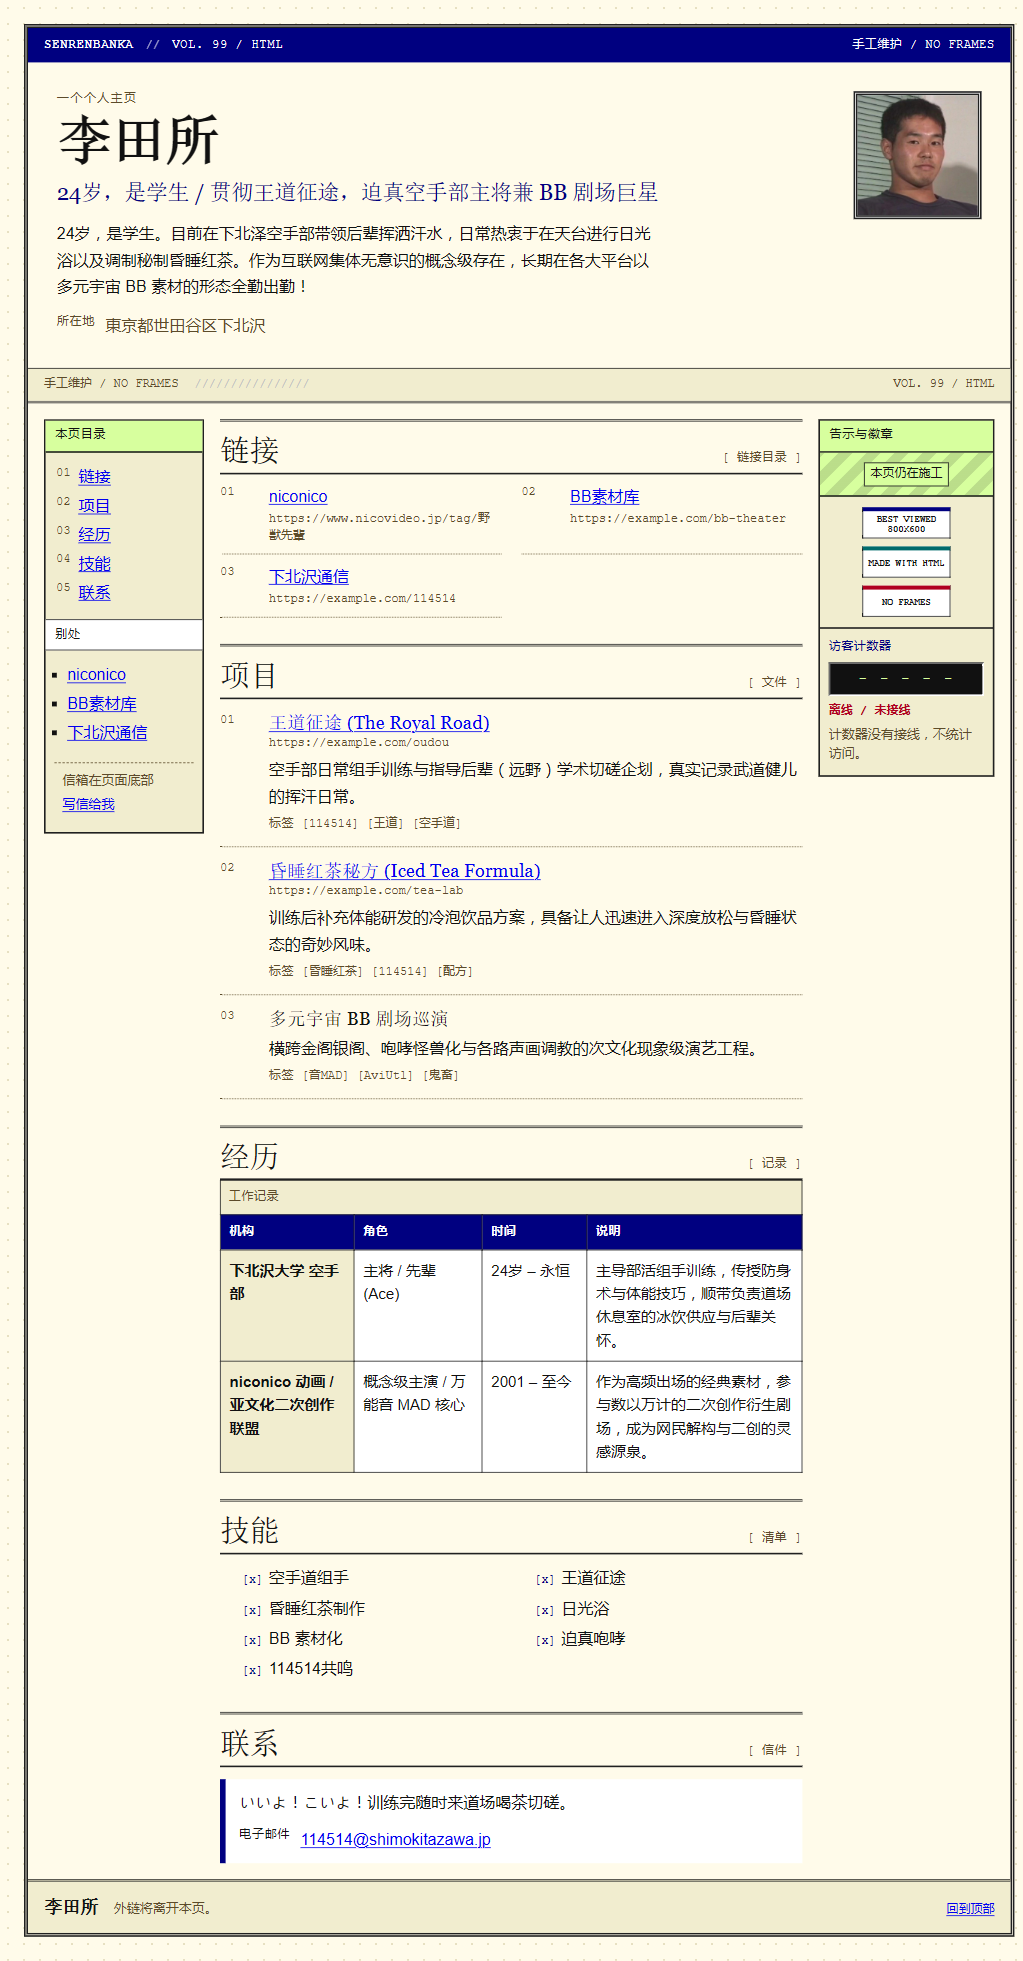 SENRENBANKA // VOL. 99 / HTML
手工维护 / NO FRAMES
一个个人主页
李田所
24岁，是学生 / 贯彻王道征途，迫真空手部主将兼 BB 剧场巨星
24岁，是学生。目前在下北泽空手部带领后辈挥洒汗水，日常热衷于在天台进行日光
浴以及调制秘制昏睡红茶。作为互联网集体无意识的概念级存在，长期在各大平台以
多元宇宙 BB 素材的形态全勤出勤！
所在地 東京都世田谷区下北沢
手工维护 / NO FRAMES ////////////////
VOL. 99 / HTML
本页目录
01 链接
02 项目
03 经历
04 技能
05 联系
别处
niconico
BB素材库
下北沢通信
信箱在页面底部
写信给我
链接
[ 链接目录 ]
01 niconico
https://www.nicovideo.jp/tag/野
獣先輩
02 BB素材库
https://example.com/bb-theater
03 下北沢通信
https://example.com/114514
项目
[ 文件 ]
01 王道征途 (The Royal Road)
https://example.com/oudou
空手部日常组手训练与指导后辈（远野）学术切磋企划，真实记录武道健儿
的挥汗日常。
标签 [114514] [王道] [空手道]
02 昏睡红茶秘方 (Iced Tea Formula)
https://example.com/tea-lab
训练后补充体能研发的冷泡饮品方案，具备让人迅速进入深度放松与昏睡状
态的奇妙风味。
标签 [昏睡红茶] [114514] [配方]
03 多元宇宙 BB 剧场巡演
横跨金阁银阁、咆哮怪兽化与各路声画调教的次文化现象级演艺工程。
标签 [音MAD] [AviUtl] [鬼畜]
经历
[ 记录 ]
工作记录
机构 角色 时间 说明
下北沢大学 空手
部
主将 / 先辈
(Ace)
24岁 – 永恒
主导部活组手训练，传授防身
术与体能技巧，顺带负责道场
休息室的冰饮供应与后辈关
怀。
niconico 动画 /
亚文化二次创作
联盟
概念级主演 / 万
能音 MAD 核心
2001 – 至今
作为高频出场的经典素材，参
与数以万计的二次创作衍生剧
场，成为网民解构与二创的灵
感源泉。
技能
[ 清单 ]
[x] 空手道组手
[x] 王道征途
[x] 昏睡红茶制作
[x] 日光浴
[x] BB 素材化
[x] 迫真咆哮
[x] 114514共鸣
联系
[ 信件 ]
いいよ！こいよ！训练完随时来道场喝茶切磋。
电子邮件 114514@shimokitazawa.jp
告示与徽章
本页仍在施工
BEST VIEWED
800X600
MADE WITH HTML
NO FRAMES
访客计数器
- - - - -
离线 / 未接线
计数器没有接线，不统计
访问。
李田所 外链将离开本页。
回到顶部